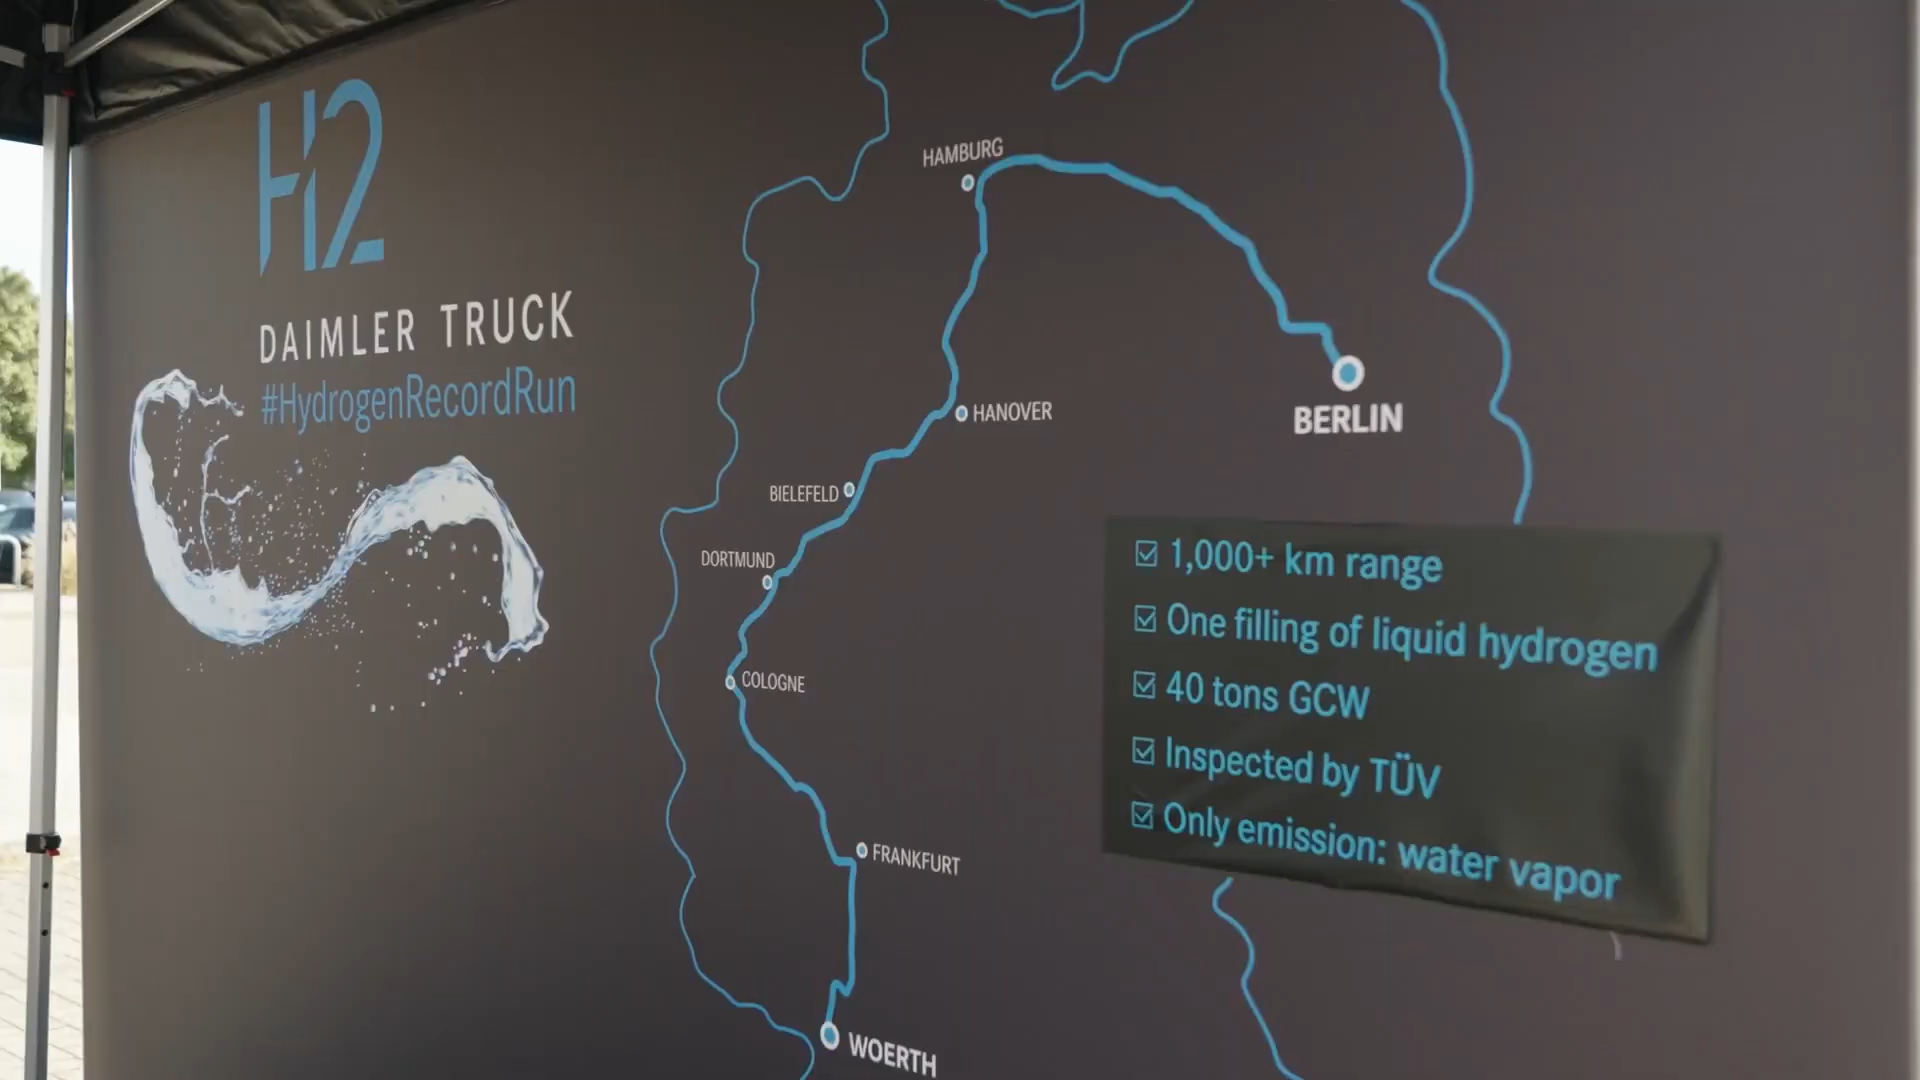 H2
DAIMLER TRUCK
#HydrogenRecordRun
HAMBURG
HANOVER
BERLIN
BIELEFELD
DORTMUND
COLOGNE
FRANKFURT
WOERTH
☑ 1,000+ km range
☑ One filling of liquid hydrogen
☑ 40 tons GCW
☑ Inspected by TÜV
☑ Only emission: water vapor